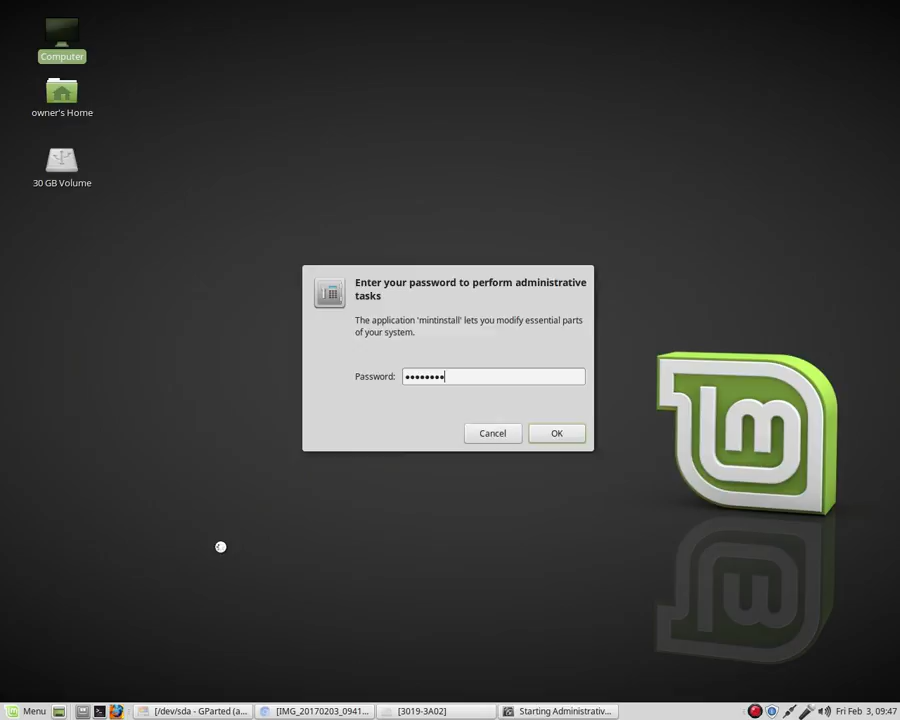 Computer
owner's Home
30 GB Volume
Enter your password to perform administrative
tasks
The application 'mintinstall' lets you modify essential parts
of your system.
Password: ••••••••
Cancel OK
lm
Menu [/dev/sda - GParted (a... [IMG_20170203_0941... [3019-3A02] Starting Administrativ... Fri Feb 3, 09:47